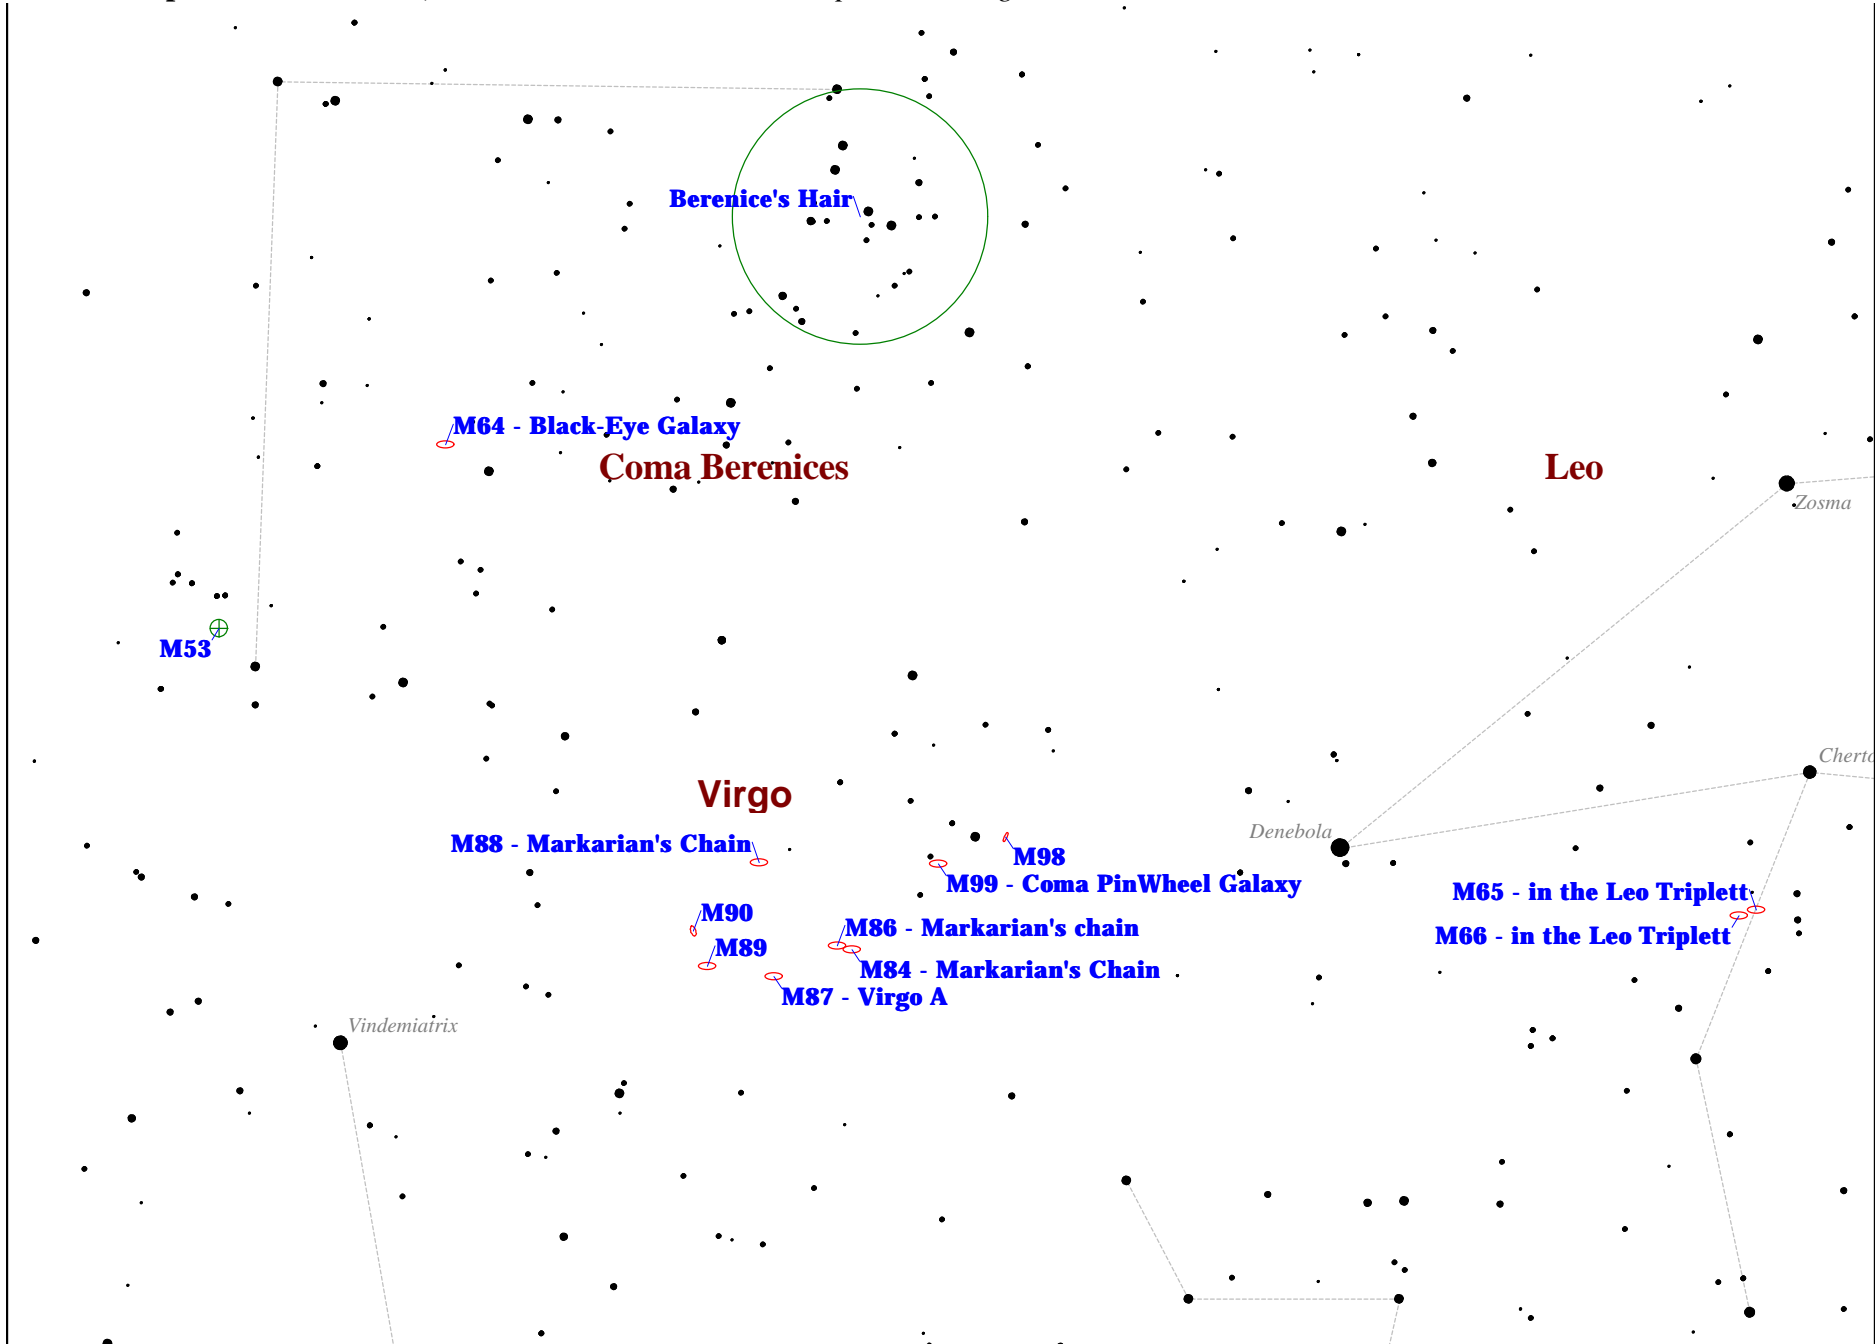 Berenice's Hair
M64 - Black-Eye Galaxy
Coma Berenices
Leo
Zosma
M53
Cherto
Virgo
Denebola
M88 - Markarian's Chain
M98
M99 - Coma PinWheel Galaxy
M65 - in the Leo Triplett
M90
M86 - Markarian's chain
M66 - in the Leo Triplett
M89
M84 - Markarian's Chain
M87 - Virgo A
Vindemiatrix